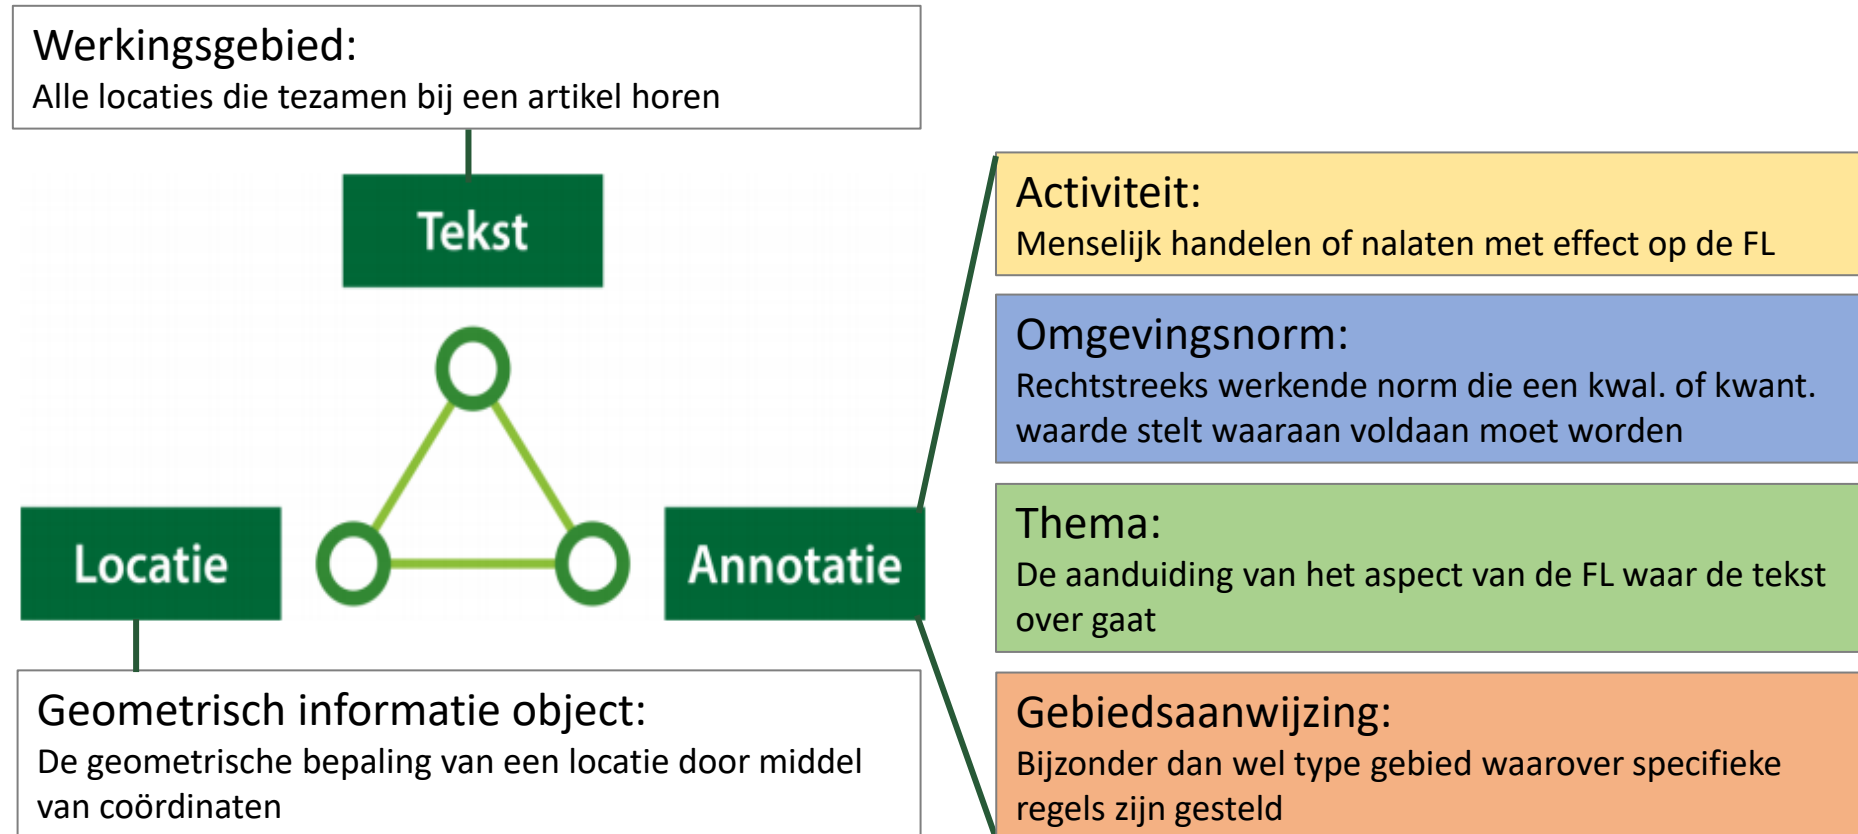 Werkingsgebied:
Alle locaties die tezamen bij een artikel horen
Tekst
Locatie
Annotatie
Geometrisch informatie object:
De geometrische bepaling van een locatie door middel
van coördinaten
Activiteit:
Menselijk handelen of nalaten met effect op de FL
Omgevingsnorm:
Rechtstreeks werkende norm die een kwal. of kwant.
waarde stelt waaraan voldaan moet worden
Thema:
De aanduiding van het aspect van de FL waar de tekst
over gaat
Gebiedsaanwijzing:
Bijzonder dan wel type gebied waarover specifieke
regels zijn gesteld